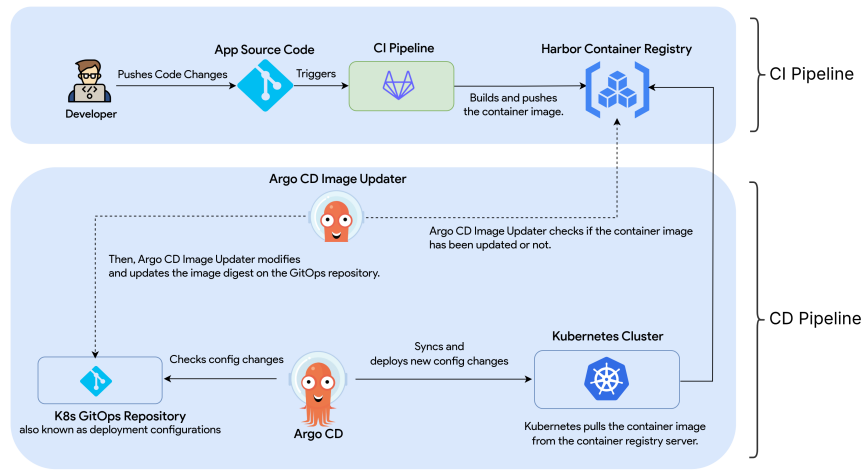 App Source Code
CI Pipeline
Harbor Container Registry
Pushes Code Changes
Triggers
Developer
Builds and pushes
the container image.
CI Pipeline
Argo CD Image Updater
Argo CD Image Updater checks if the container image
has been updated or not.
Then, Argo CD Image Updater modifies
and updates the image digest on the GitOps repository.
CD Pipeline
Kubernetes Cluster
Syncs and
deploys new config changes
Checks config changes
K8s GitOps Repository
also known as deployment configurations
Argo CD
Kubernetes pulls the container image
from the container registry server.